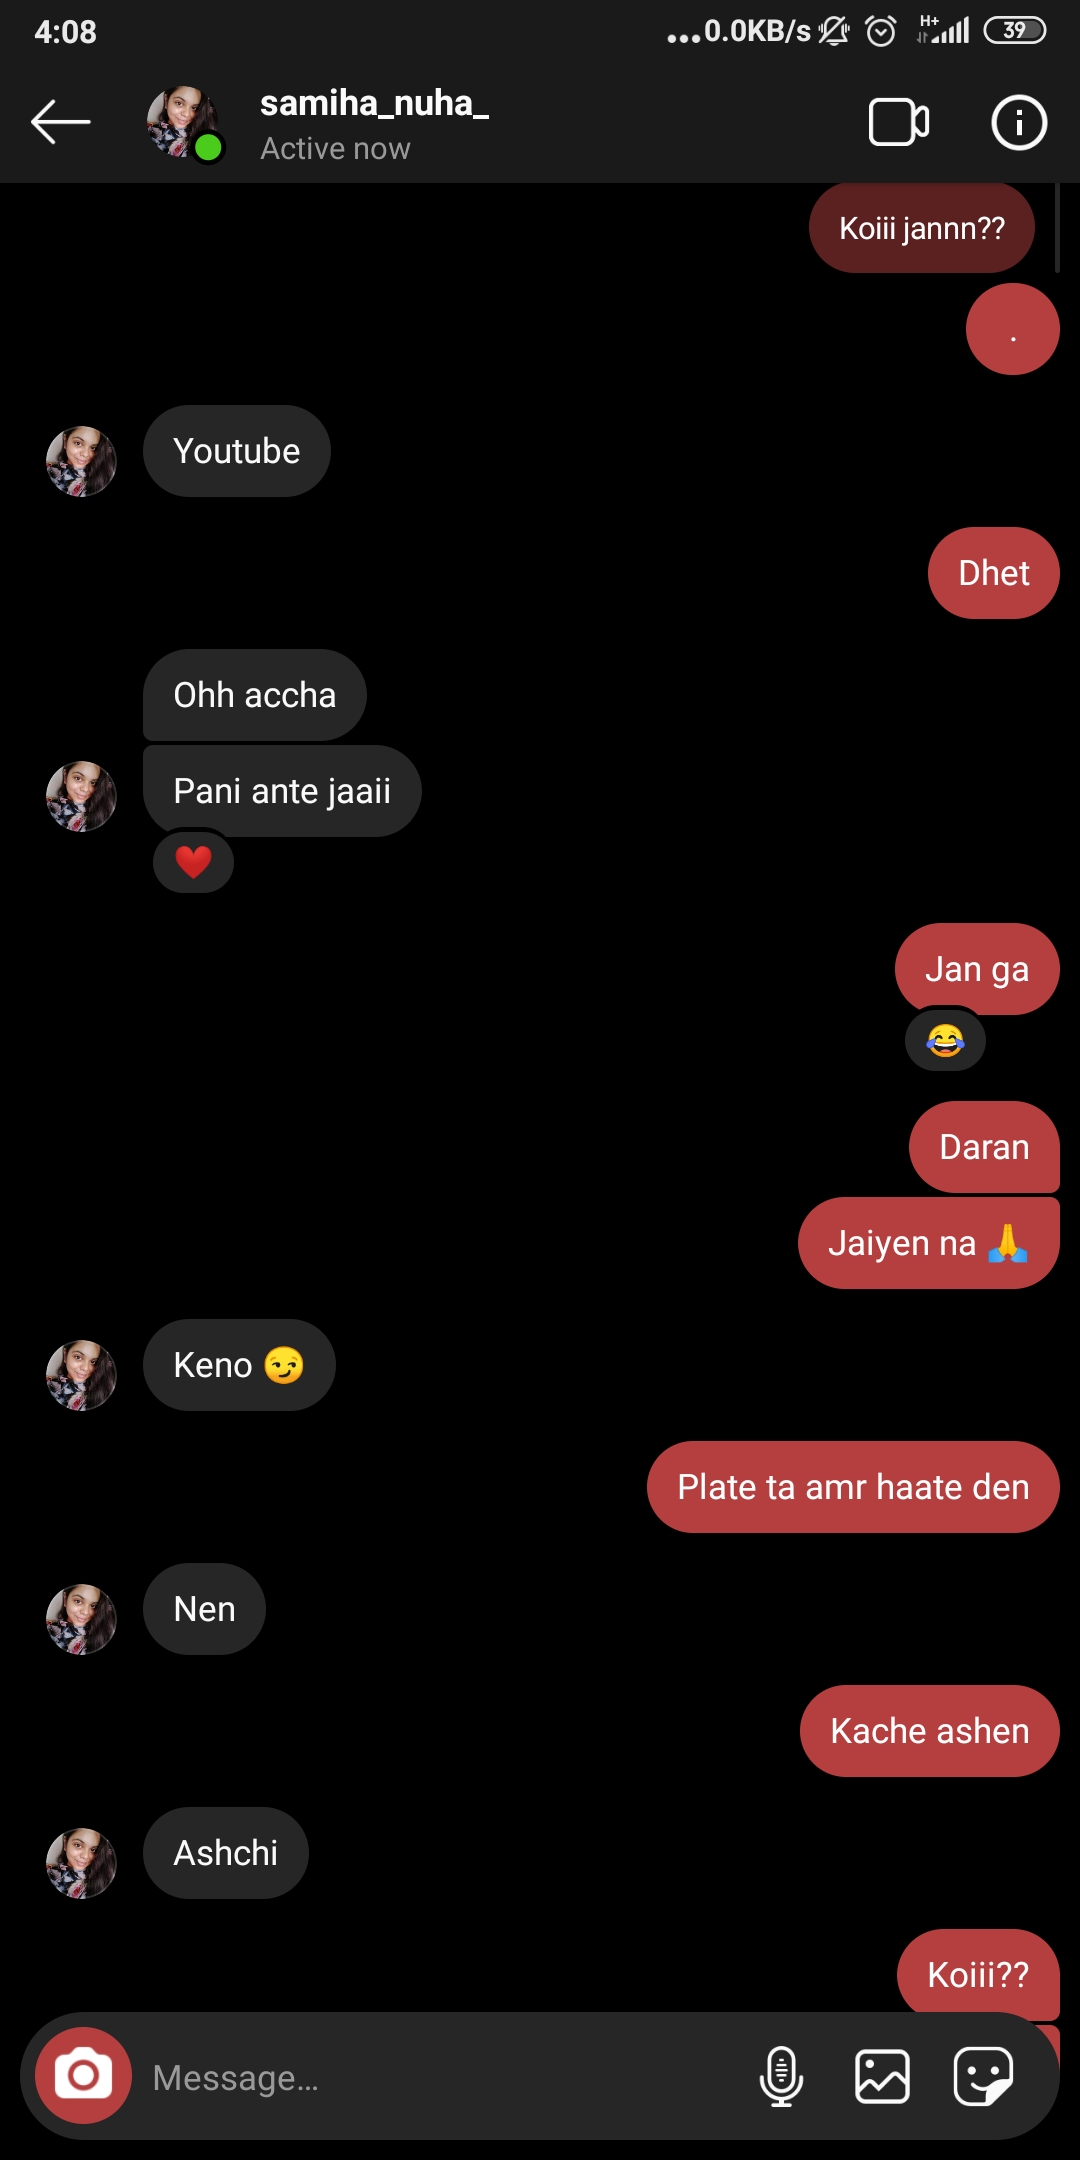 4:08
...0.0KB/s
H+
39
samiha_nuha_
Active now
Koiii jannn??
.
Youtube
Dhet
Ohh accha
Pani ante jaaii
❤️
Jan ga
😂
Daran
Jaiyen na 🙏
Keno 😏
Plate ta amr haate den
Nen
Kache ashen
Ashchi
Koiii??
Message...